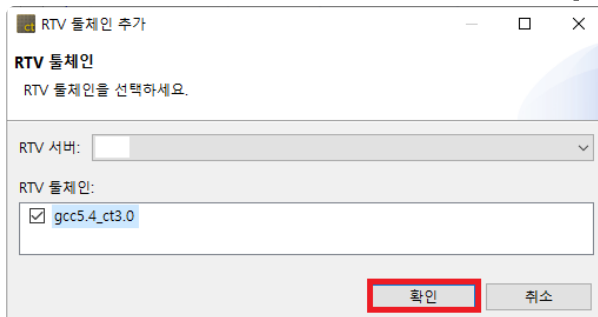 ct RTV 툴체인 추가
RTV 툴체인
RTV 툴체인을 선택하세요.
RTV 서버:
RTV 툴체인:
gcc5.4_ct3.0
확인 취소